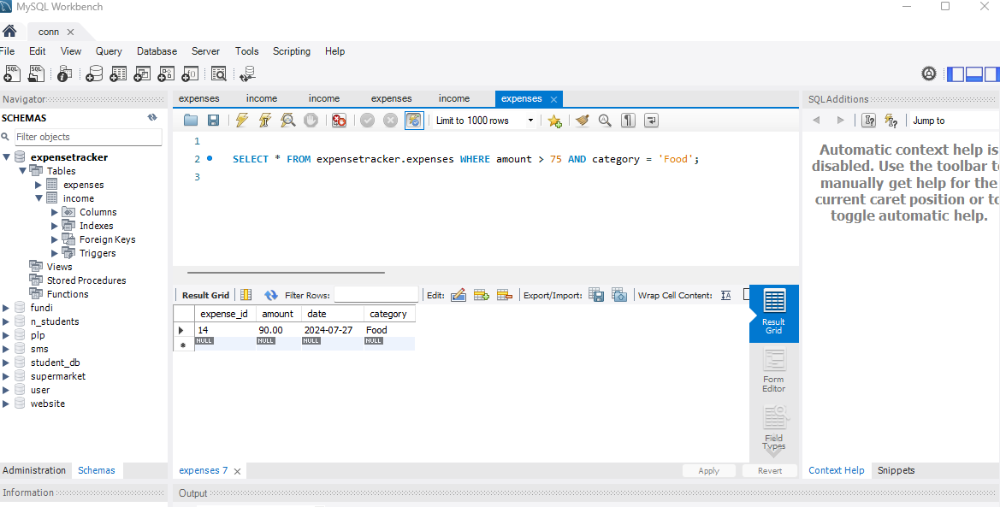 MySQL Workbench
conn
File Edit View Query Database Server Tools Scripting Help
Navigator
SCHEMAS
Filter objects
expensetracker
Tables
expenses
income
Columns
Indexes
Foreign Keys
Triggers
Views
Stored Procedures
Functions
fundi
n_students
plp
sms
student_db
supermarket
user
website
Administration Schemas
Information
expenses income income expenses income expenses
Limit to 1000 rows
1
2 SELECT * FROM expensetracker.expenses WHERE amount > 75 AND category = 'Food';
3
Result Grid Filter Rows: Edit: Export/Import: Wrap Cell Content:
expense_id amount date category
14 90.00 2024-07-27 Food
NULL NULL NULL NULL
Result
Grid
Form
Editor
Field
Types
expenses 7 Apply Revert
Output
SQLAdditions
Jump to
Automatic context help is
disabled. Use the toolbar to
manually get help for the
current caret position or to
toggle automatic help.
Context Help Snippets